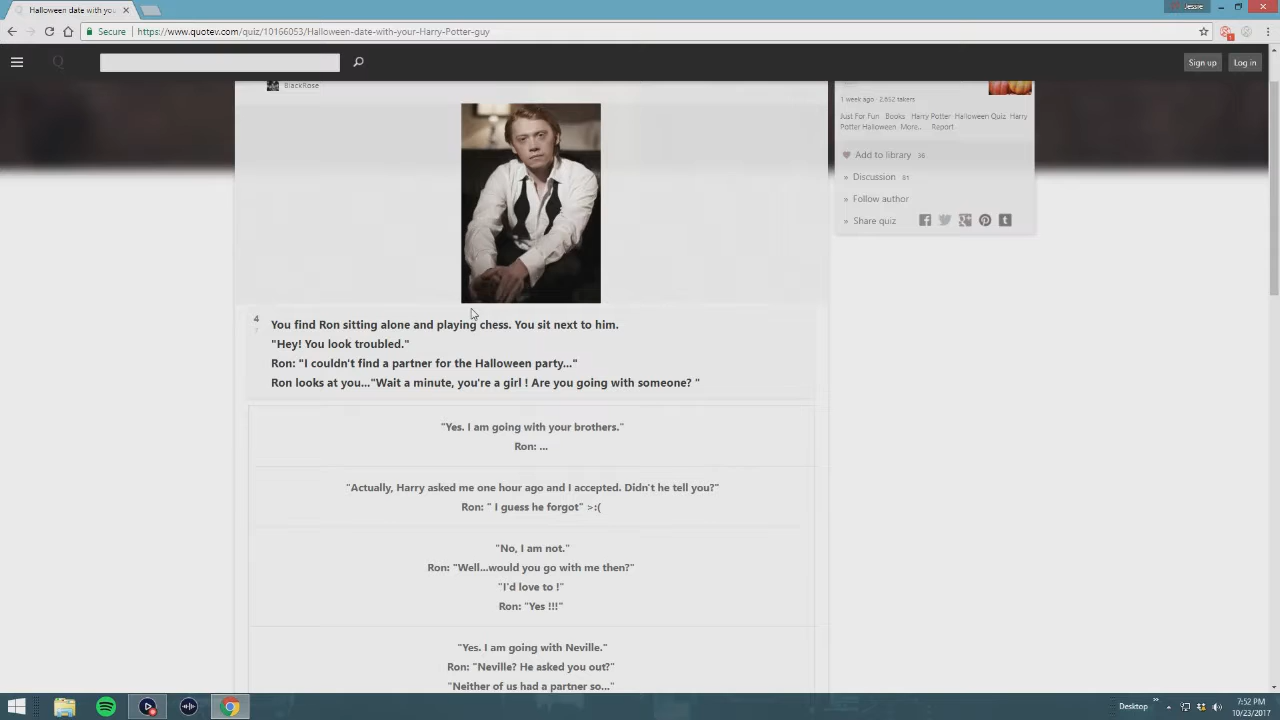 Halloween date with yo
Jesse
Secure
https://www.quotev.com/quiz/10166053/Halloween-date-with-your-Harry-Potter-guy
Q
Sign up
Log in
BlackRose
1 week ago · 2,652 takers
Just For Fun Books Harry Potter Halloween Quiz Harry
Potter Halloween More.. Report
Add to library 36
» Discussion 81
» Follow author
» Share quiz
4
7
You find Ron sitting alone and playing chess. You sit next to him.
"Hey! You look troubled."
Ron: "I couldn't find a partner for the Halloween party..."
Ron looks at you..."Wait a minute, you're a girl ! Are you going with someone? "
"Yes. I am going with your brothers."
Ron: ...
"Actually, Harry asked me one hour ago and I accepted. Didn't he tell you?"
Ron: " I guess he forgot" >:(
"No, I am not."
Ron: "Well...would you go with me then?"
"I'd love to !"
Ron: "Yes !!!"
"Yes. I am going with Neville."
Ron: "Neville? He asked you out?"
"Neither of us had a partner so..."
Desktop
7:52 PM
10/23/2017